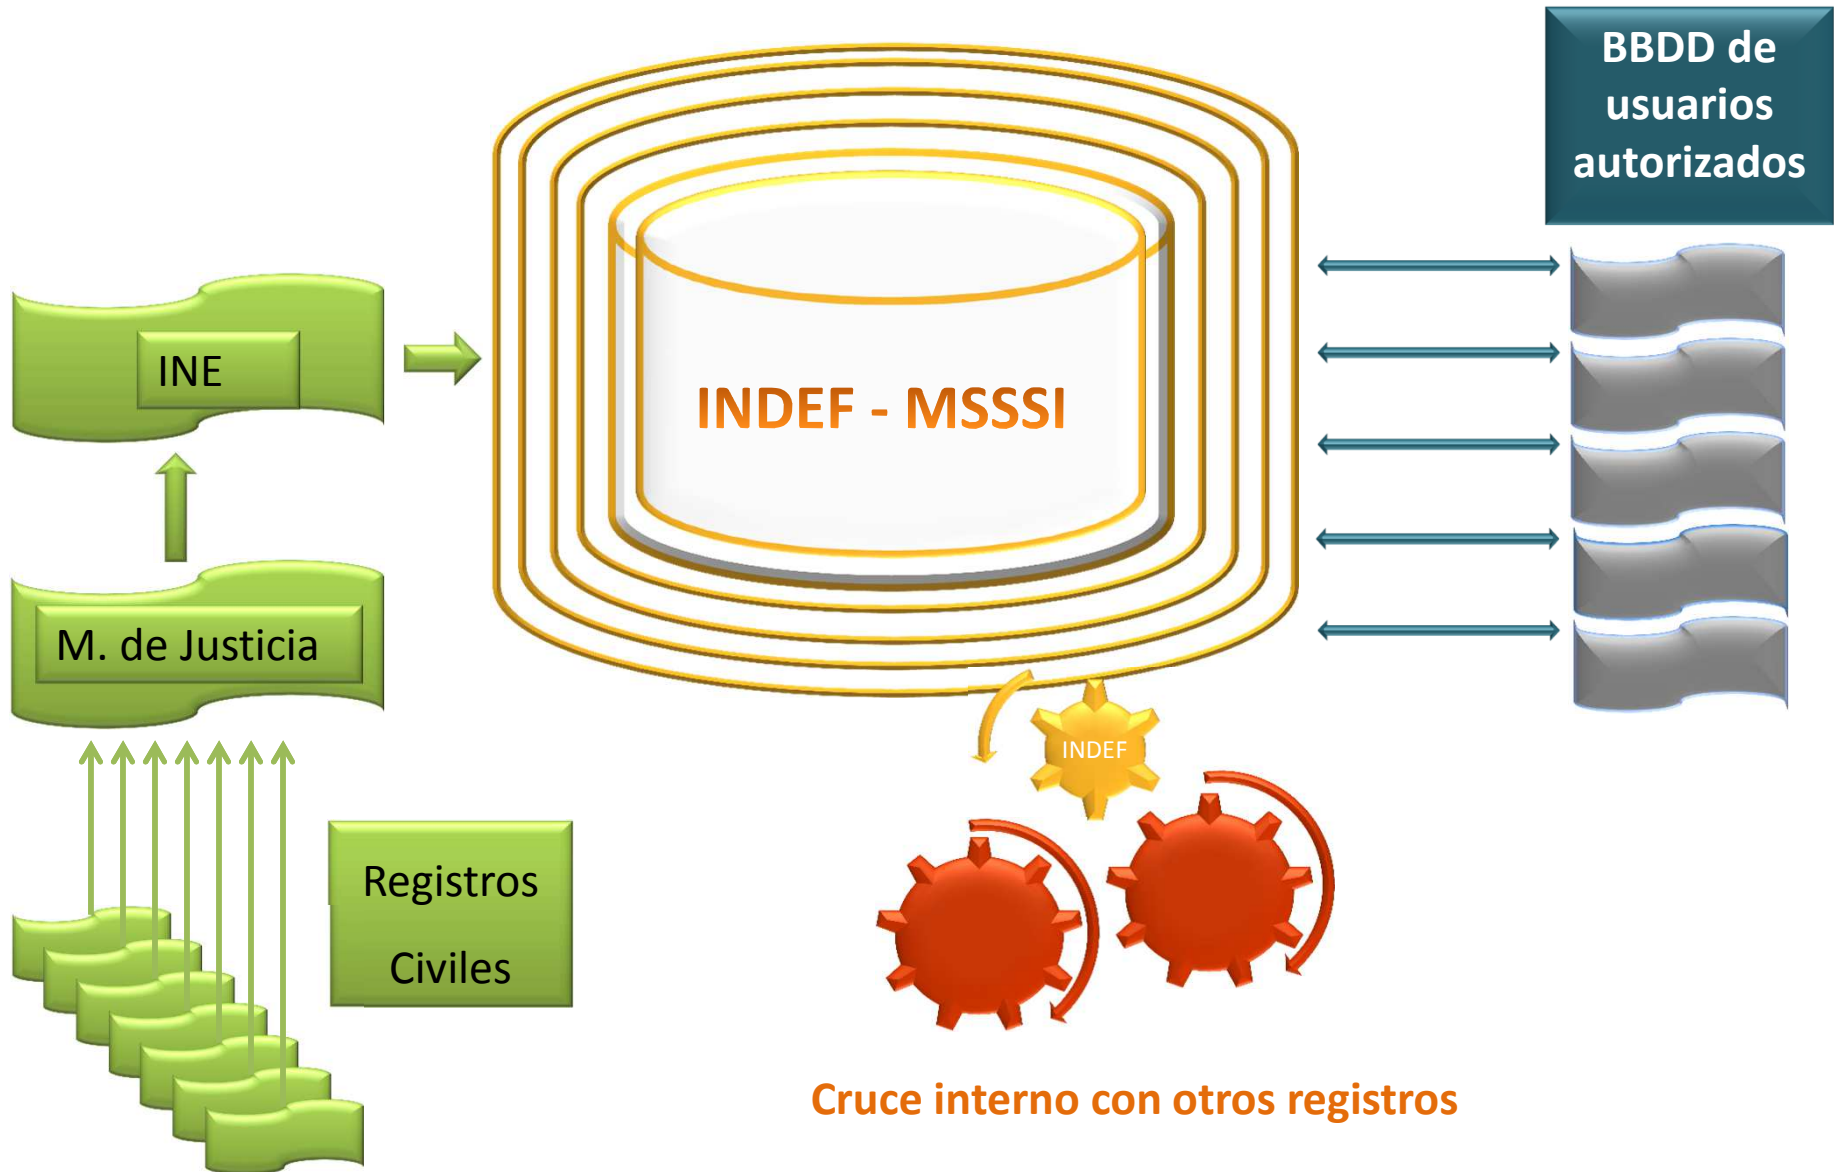 BBDD de
usuarios
autorizados
INE
INDEF - MSSSI
M. de Justicia
INDEF
Registros
Civiles
Cruce interno con otros registros